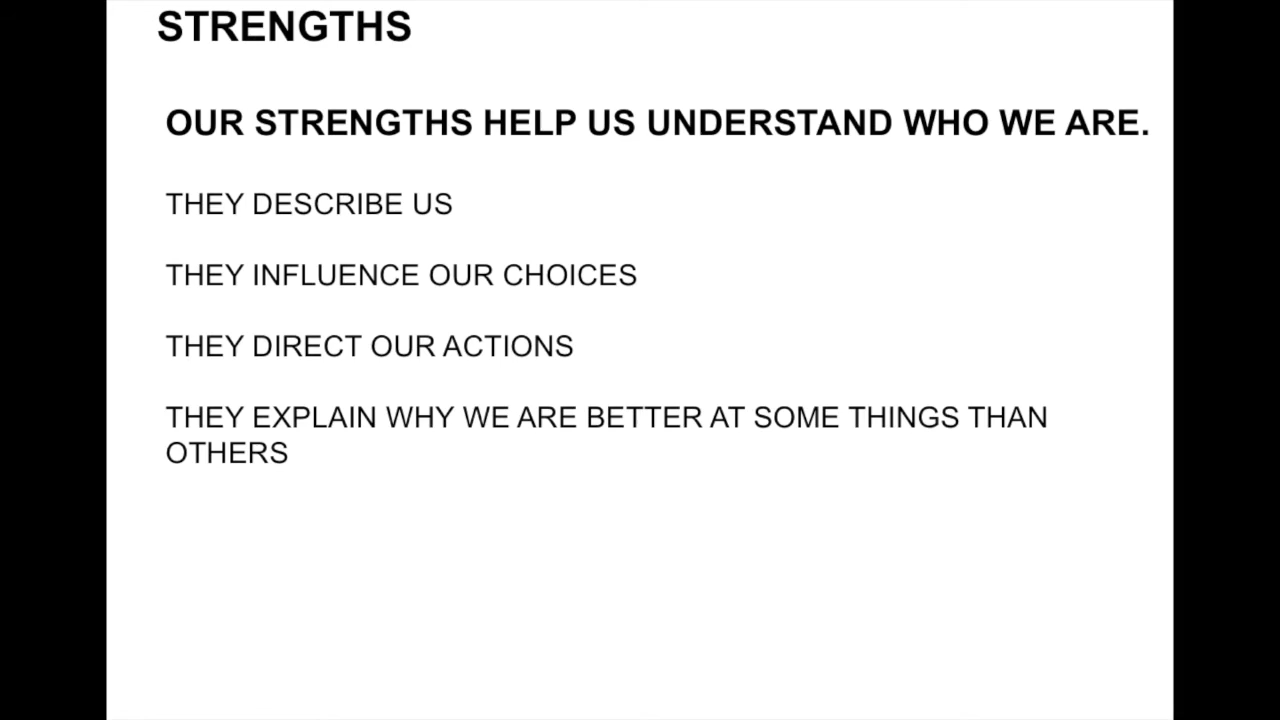 STRENGTHS
OUR STRENGTHS HELP US UNDERSTAND WHO WE ARE.
THEY DESCRIBE US
THEY INFLUENCE OUR CHOICES
THEY DIRECT OUR ACTIONS
THEY EXPLAIN WHY WE ARE BETTER AT SOME THINGS THAN
OTHERS